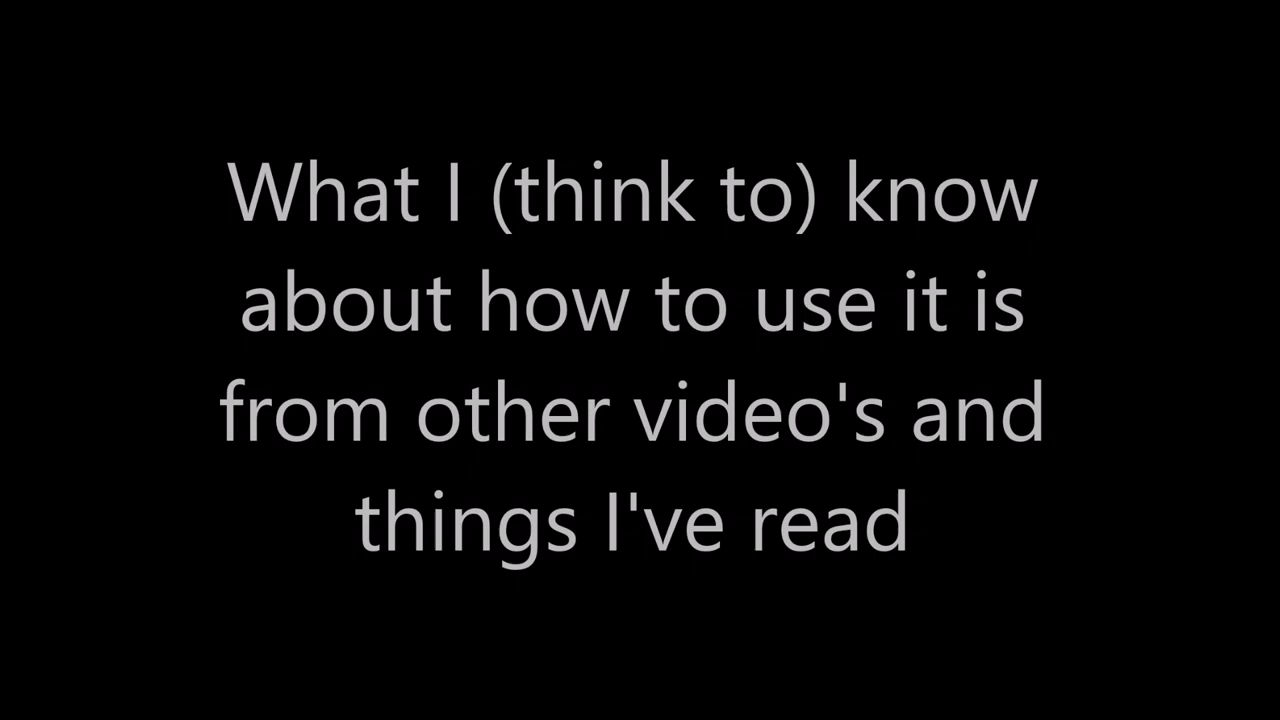 What I (think to) know
about how to use it is
from other video's and
things I've read